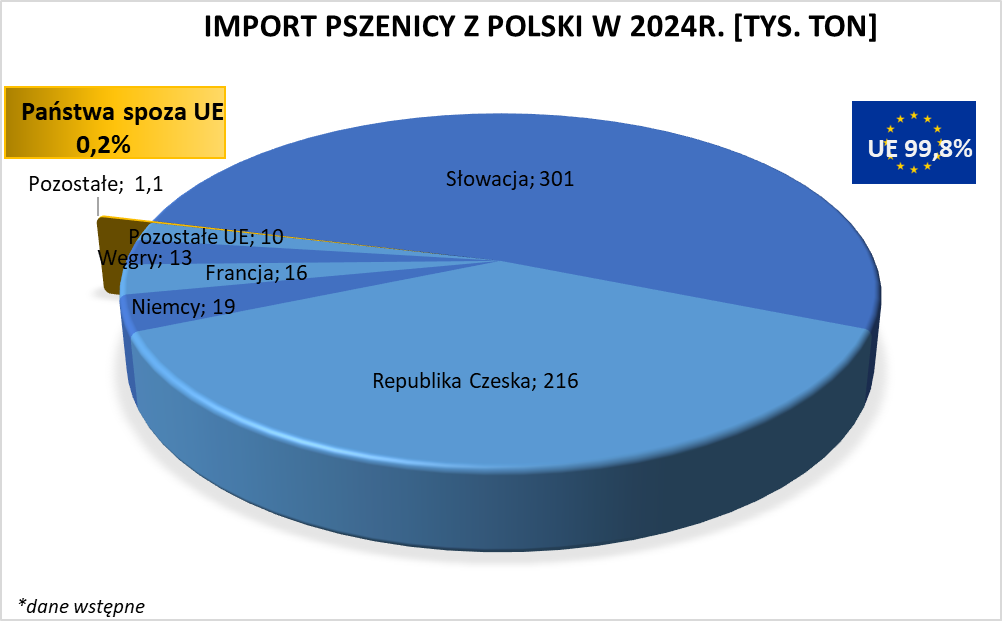 IMPORT PSZENICY Z POLSKI W 2024R. [TYS. TON]
Państwa spoza UE
0,2%
UE 99,8%
Pozostałe; 1,1
Słowacja; 301
Pozostałe UE; 10
Węgry; 13
Francja; 16
Niemcy; 19
Republika Czeska; 216
*dane wstępne